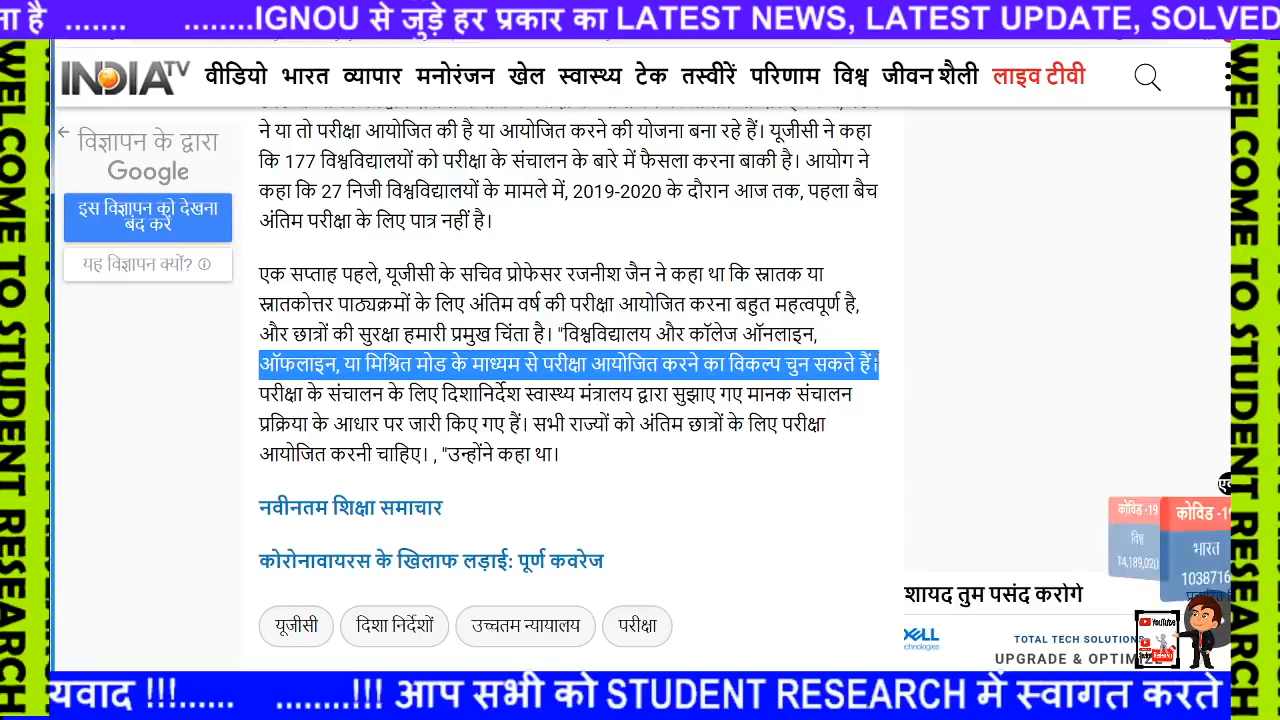 ना है ....... ........IGNOU से जुड़े हर प्रकार का LATEST NEWS, LATEST UPDATE, SOLVED
INDIA TV वीडियो भारत व्यापार मनोरंजन खेल स्वास्थ्य टेक तस्वीरें परिणाम विश्व जीवन शैली लाइव टीवी
विज्ञापन के द्वारा
Google
इस विज्ञापन को देखना
बंद करें
यह विज्ञापन क्यों?
ने या तो परीक्षा आयोजित की है या आयोजित करने की योजना बना रहे हैं। यूजीसी ने कहा
कि 177 विश्वविद्यालयों को परीक्षा के संचालन के बारे में फैसला करना बाकी है। आयोग ने
कहा कि 27 निजी विश्वविद्यालयों के मामले में, 2019-2020 के दौरान आज तक, पहला बैच
अंतिम परीक्षा के लिए पात्र नहीं है।
एक सप्ताह पहले, यूजीसी के सचिव प्रोफेसर रजनीश जैन ने कहा था कि स्नातक या
स्नातकोत्तर पाठ्यक्रमों के लिए अंतिम वर्ष की परीक्षा आयोजित करना बहुत महत्वपूर्ण है,
और छात्रों की सुरक्षा हमारी प्रमुख चिंता है। "विश्वविद्यालय और कॉलेज ऑनलाइन,
ऑफलाइन, या मिश्रित मोड के माध्यम से परीक्षा आयोजित करने का विकल्प चुन सकते हैं।
परीक्षा के संचालन के लिए दिशानिर्देश स्वास्थ्य मंत्रालय द्वारा सुझाए गए मानक संचालन
प्रक्रिया के आधार पर जारी किए गए हैं। सभी राज्यों को अंतिम छात्रों के लिए परीक्षा
आयोजित करनी चाहिए। , "उन्होंने कहा था।
नवीनतम शिक्षा समाचार
कोरोनावायरस के खिलाफ लड़ाई: पूर्ण कवरेज
यूजीसी दिशा निर्देशों उच्चतम न्यायालय परीक्षा
कोविड -19
विश्व
14,189,020
कोविड -1
भारत
1038716
शायद तुम पसंद करोगे
DELL
TOTAL TECH SOLUTIONS
UPGRADE & OPTIMIZE
YouTube
WELCOME TO STUDENT RESEARCH
WELCOME TO STUDENT RESEARCH
यवाद !!!...... ........!!! आप सभी को STUDENT RESEARCH में स्वागत करते